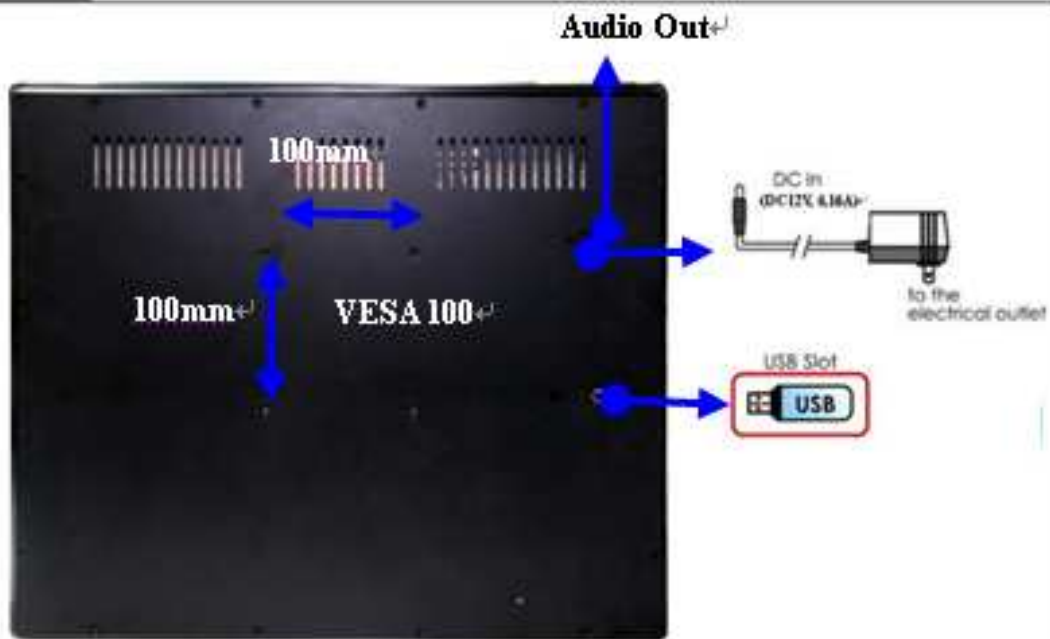 Audio Out
100mm
DC in
(DC12V, 4.16A)
100mm
VESA 100
to the
electrical outlet
USB Slot
USB